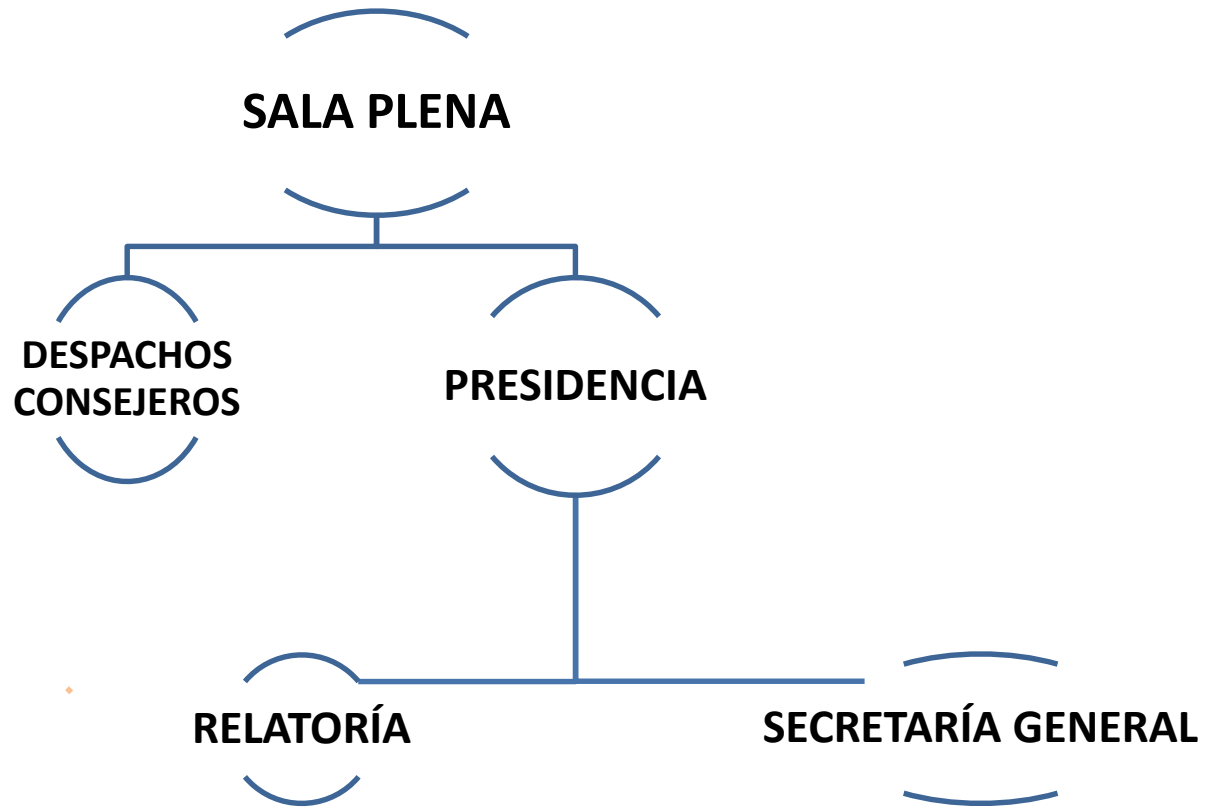 SALA PLENA
DESPACHOS
CONSEJEROS
PRESIDENCIA
RELATORÍA
SECRETARÍA GENERAL